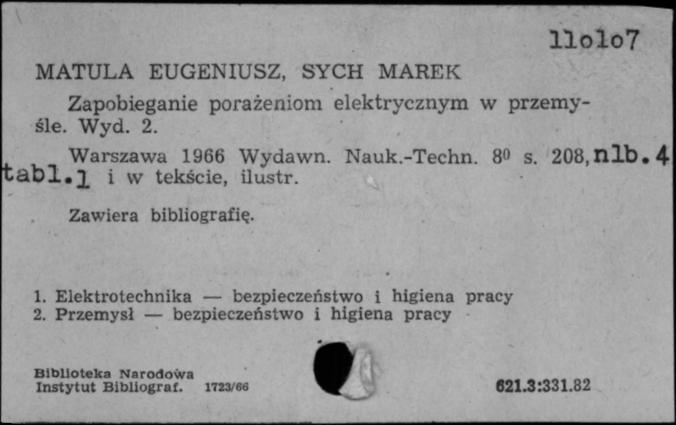 11olo7
MATULA EUGENIUSZ, SYCH MAREK
Zapobieganie porażeniom elektrycznym w przemy-
śle. Wyd. 2.
Warszawa 1966 Wydawn. Nauk.-Techn. 8⁰ s. 208, nlb. 4
tabl. 1 i w tekście, ilustr.
Zawiera bibliografię.
1. Elektrotechnika — bezpieczeństwo i higiena pracy
2. Przemysł — bezpieczeństwo i higiena pracy
Biblioteka Narodowa
Instytut Bibliograf. 1723/66
621.3:331.82